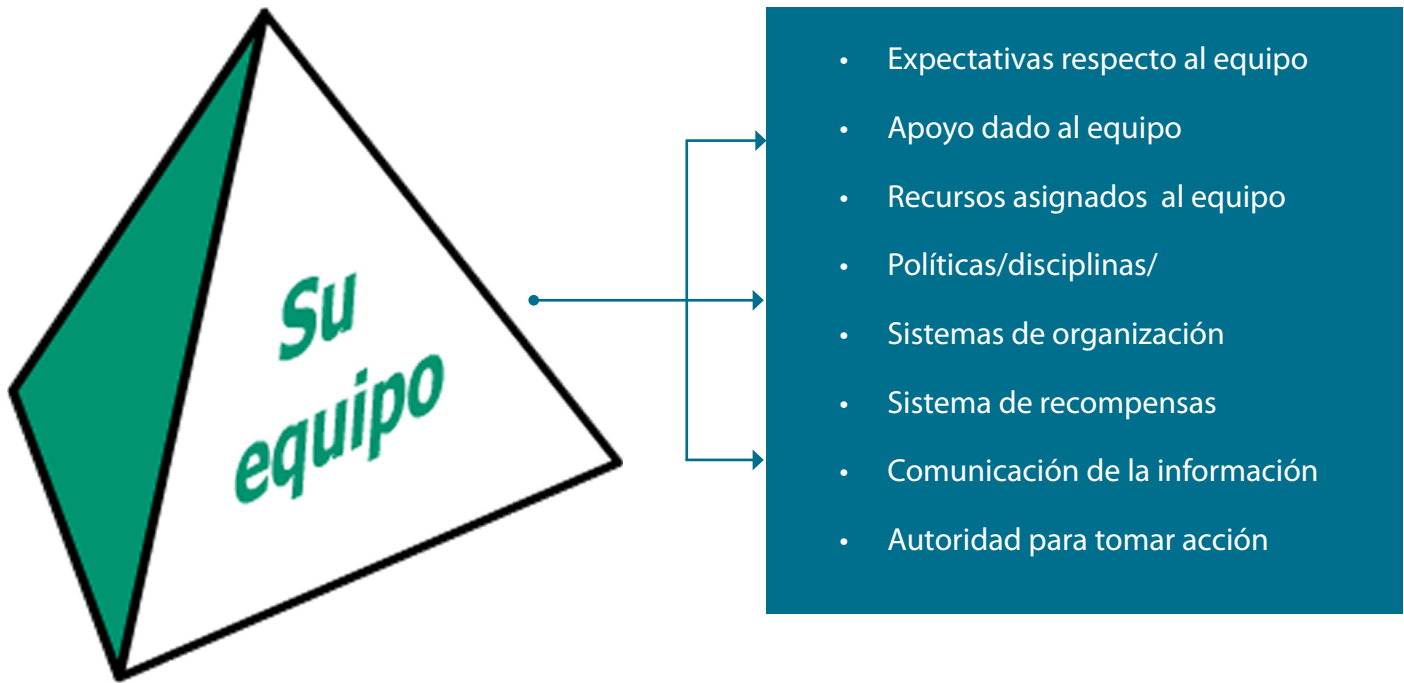 Su
equipo
• Expectativas respecto al equipo
• Apoyo dado al equipo
• Recursos asignados  al equipo
• Políticas/disciplinas/
• Sistemas de organización
• Sistema de recompensas
• Comunicación de la información
• Autoridad para tomar acción